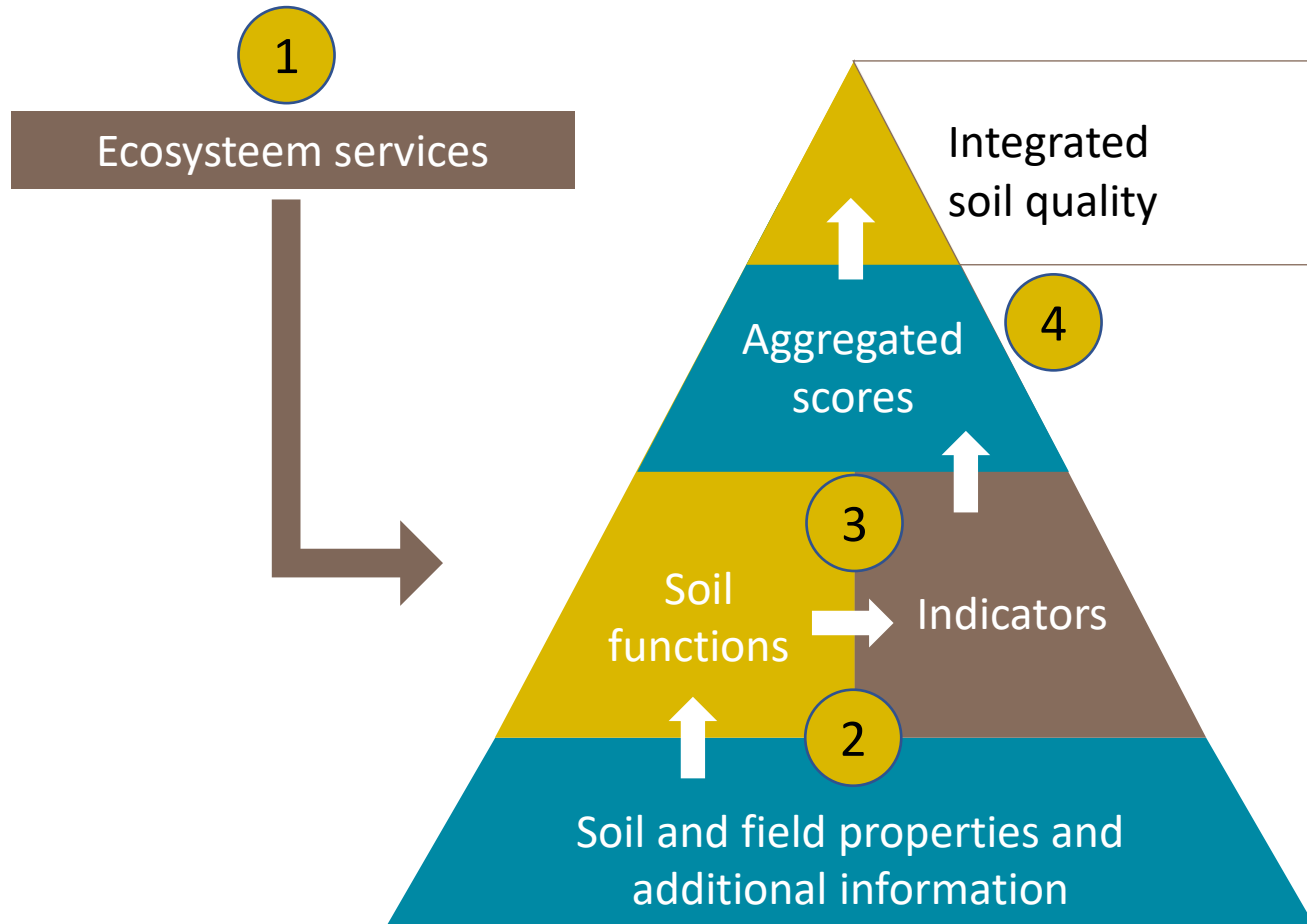 1
Ecosysteem services
Integrated
soil quality
4
Aggregated
scores
3
Soil
functions
Indicators
2
Soil and field properties and
additional information